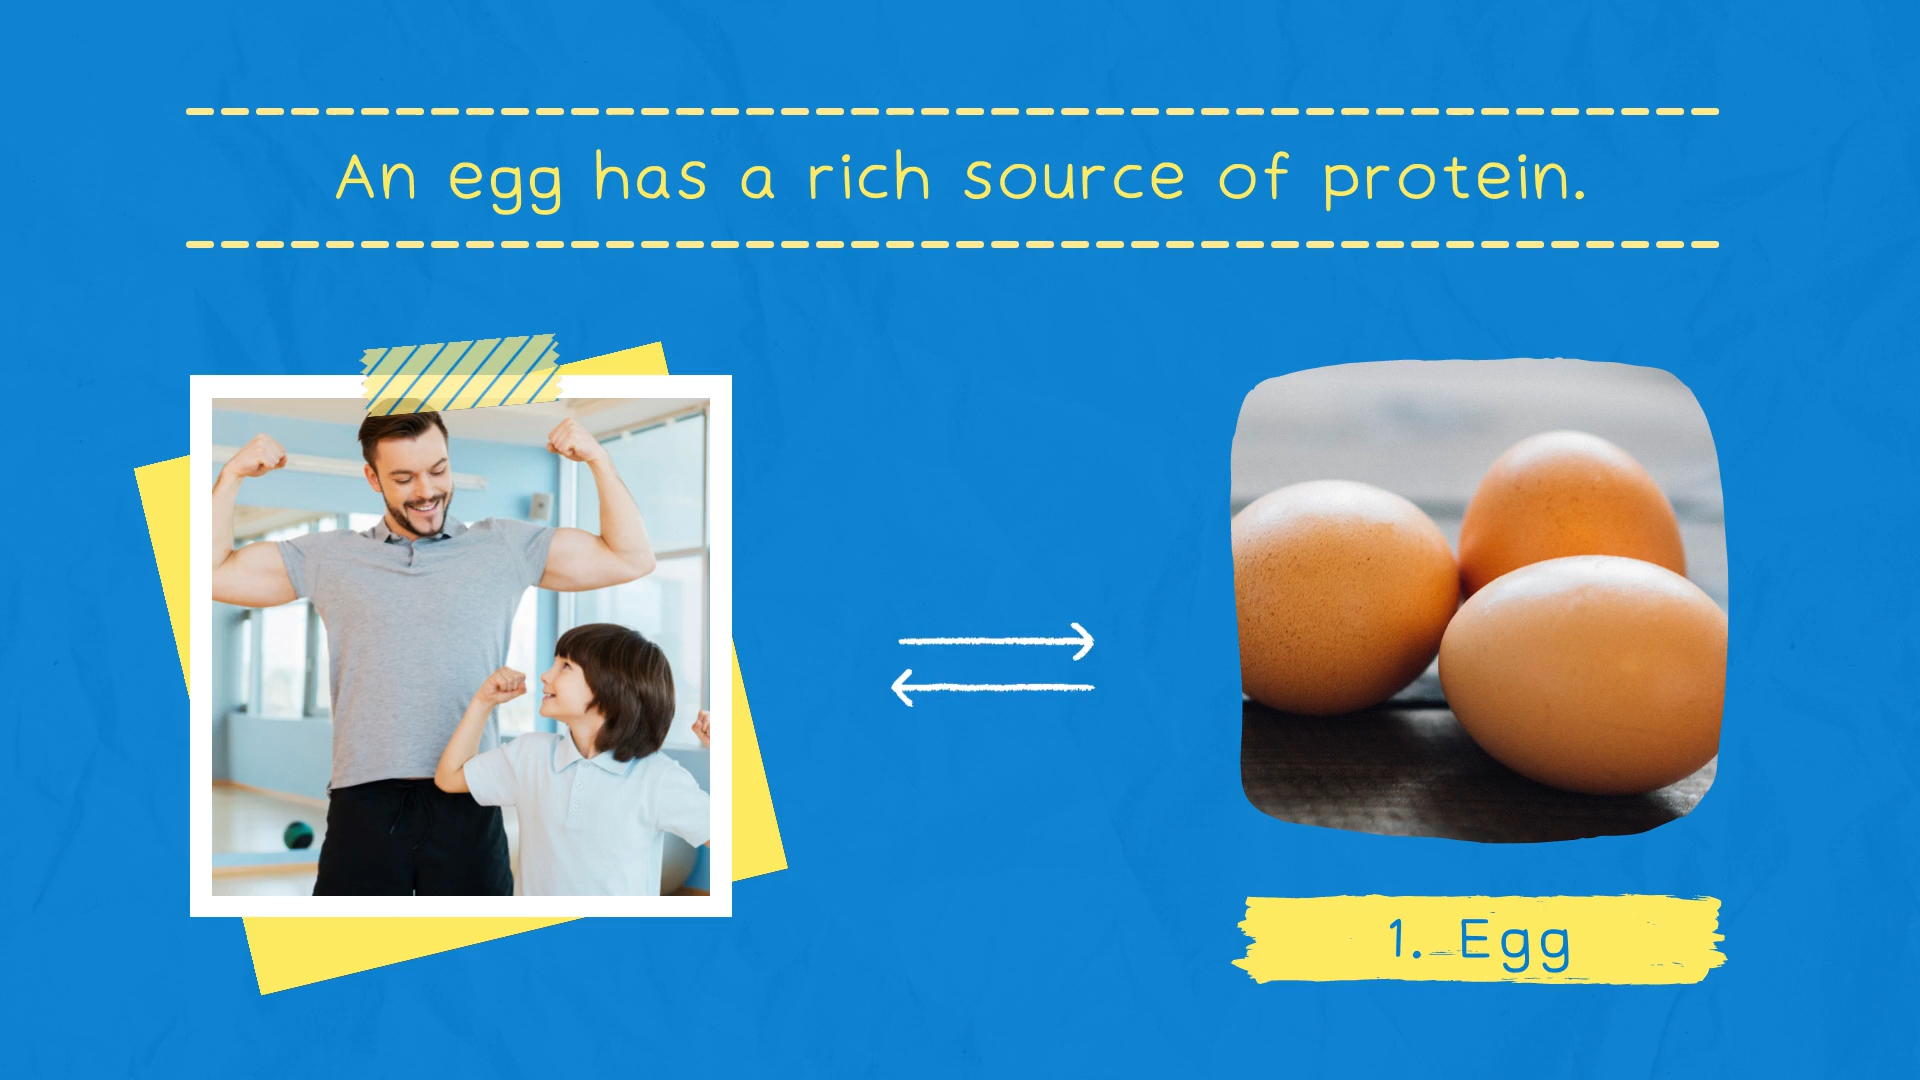 An egg has a rich source of protein.
1. Egg